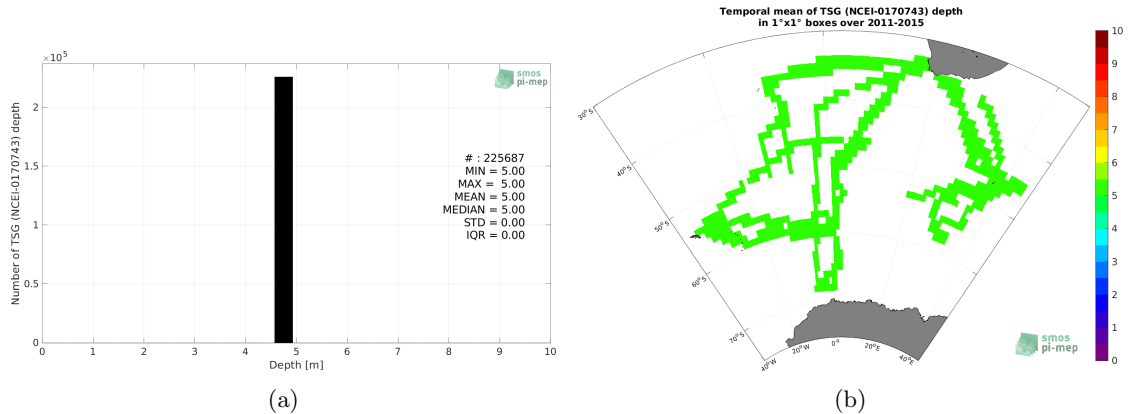 ×10⁵
2
1.5
1
0.5
0
Number of TSG (NCEI-0170743) depth
smos
pi-mep
# : 225687
MIN = 5.00
MAX = 5.00
MEAN = 5.00
MEDIAN = 5.00
STD = 0.00
IQR = 0.00
0 1 2 3 4 5 6 7 8 9 10
Depth [m]
(a)
Temporal mean of TSG (NCEI-0170743) depth
in 1°x1° boxes over 2011-2015
30°S
40°S
50°S
60°S
70°S
40°W
20°W
0°
20°E
40°E
smos
pi-mep
10
9
8
7
6
5
4
3
2
1
0
(b)